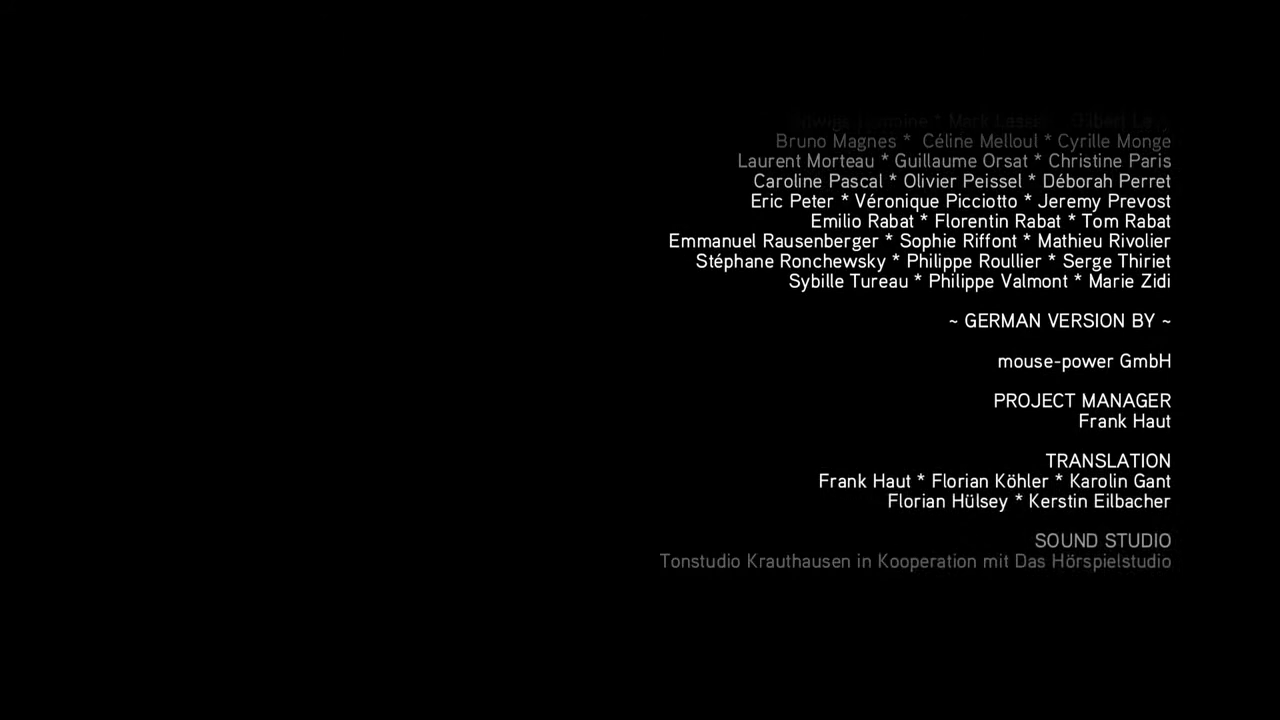 * Mark
Bruno Magnes * Céline Melloul * Cyrille Monge
Laurent Morteau * Guillaume Orsat * Christine Paris
Caroline Pascal * Olivier Peissel * Déborah Perret
Eric Peter * Véronique Picciotto * Jeremy Prevost
Emilio Rabat * Florentin Rabat * Tom Rabat
Emmanuel Rausenberger * Sophie Riffont * Mathieu Rivolier
Stéphane Ronchewsky * Philippe Roullier * Serge Thiriet
Sybille Tureau * Philippe Valmont * Marie Zidi
~ GERMAN VERSION BY ~
mouse-power GmbH
PROJECT MANAGER
Frank Haut
TRANSLATION
Frank Haut * Florian Köhler * Karolin Gant
Florian Hülsey * Kerstin Eilbacher
SOUND STUDIO
Tonstudio Krauthausen in Kooperation mit Das Hörspielstudio